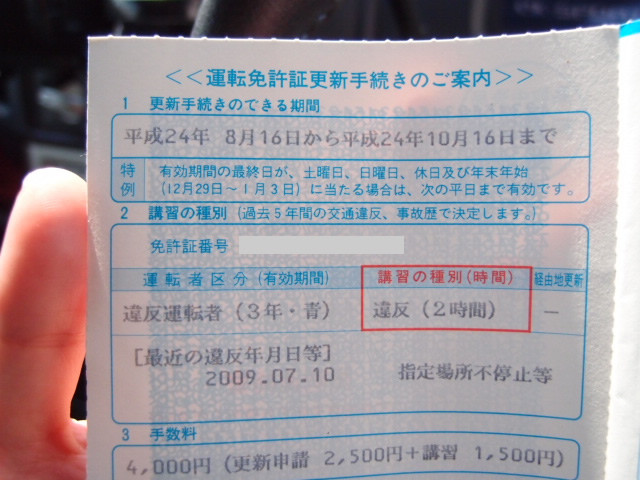 <<運転免許証更新手続きのご案内>>
1 更新手続きのできる期間
平成24年 8月16日から平成24年10月16日まで
特例 有効期間の最終日が、土曜日、日曜日、休日及び年末年始
(12月29日～1月3日)に当たる場合は、次の平日まで有効です。
2 講習の種別(過去5年間の交通違反、事故歴で決定します。)
免許証番号
運転者区分(有効期間) 講習の種別(時間) 経由地更新
違反運転者(3年・青) 違反(2時間) ―
[最近の違反年月日等]
2009.07.10 指定場所不停止等
3 手数料
4,000円(更新申請 2,500円+講習 1,500円)